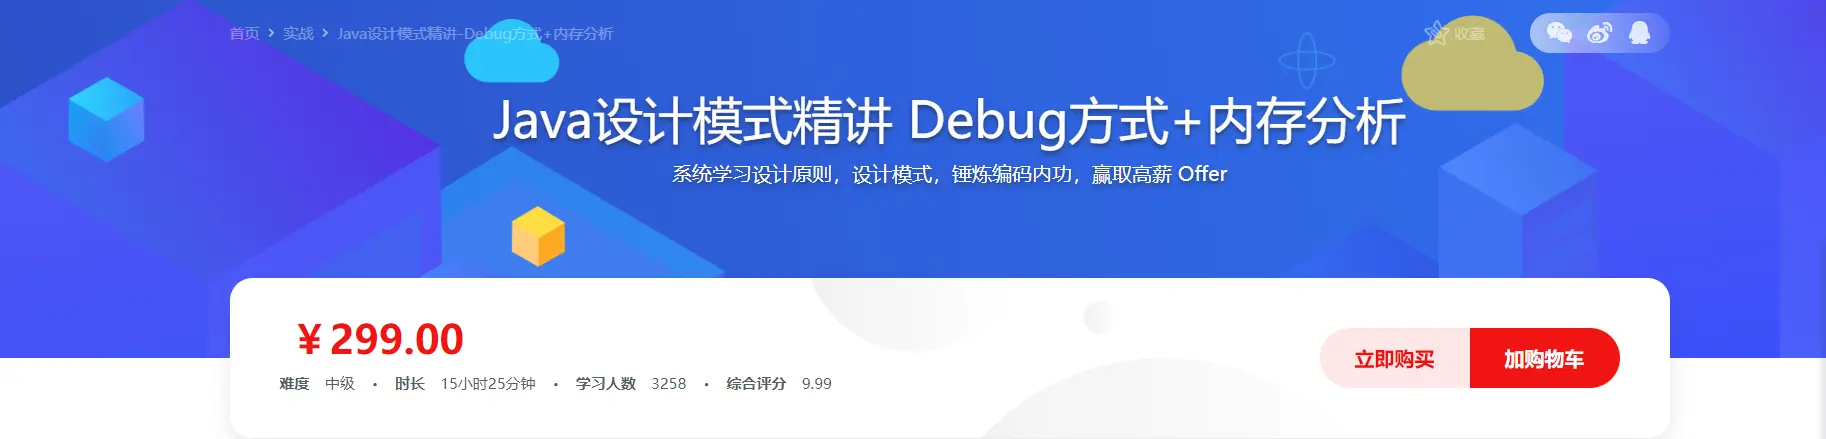 首页 > 实战 > Java设计模式精讲-Debug方式+内存分析
收藏
Java设计模式精讲 Debug方式+内存分析
系统学习设计原则，设计模式，锤炼编码内功，赢取高薪 Offer
￥299.00
难度 中级 • 时长 15小时25分钟 • 学习人数 3258 • 综合评分 9.99
立即购买 加购物车